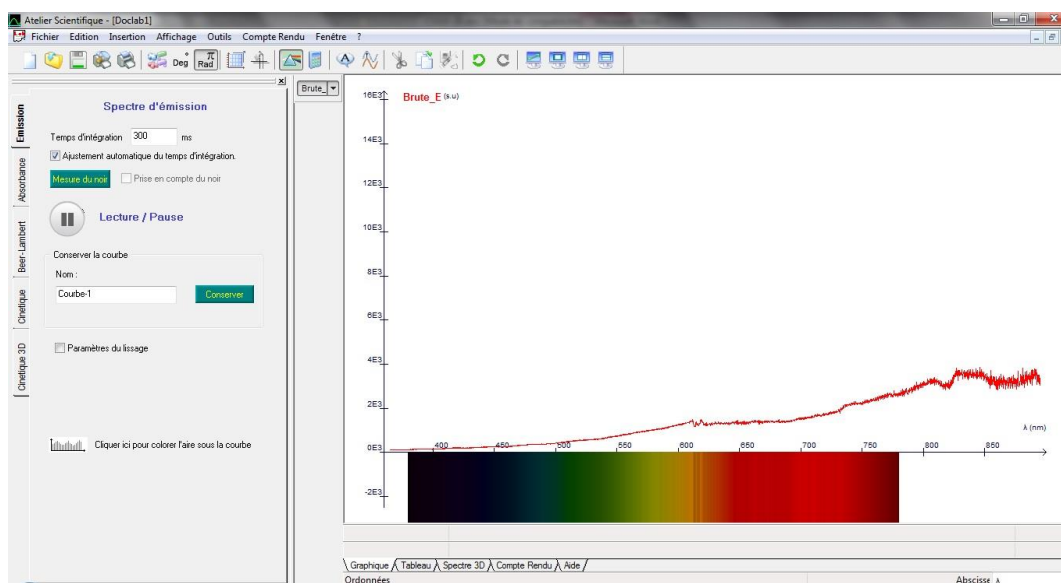 Atelier Scientifique - [Doclab1]
Fichier Edition Insertion Affichage Outils Compte Rendu Fenêtre ?
Deg π Rad
Brute_
Emission
Absorbance
Beer-Lambert
Cinetique
Cinetique 3D
Spectre d'émission
Temps d'intégration 300 ms
Ajustement automatique du temps d'intégration.
Mesure du noir Prise en compte du noir
Lecture / Pause
Conserver la courbe
Nom :
Courbe-1 Conserver
Paramètres du lissage
Cliquer ici pour colorer l'aire sous la courbe
Brute_E (s.u)
16E3
14E3
12E3
10E3
8E3
6E3
4E3
2E3
0E3
-2E3
400 450 500 550 600 650 700 750 800 850
λ (nm)
Graphique Tableau Spectre 3D Compte Rendu Aide
Ordonnées Abscisse λ